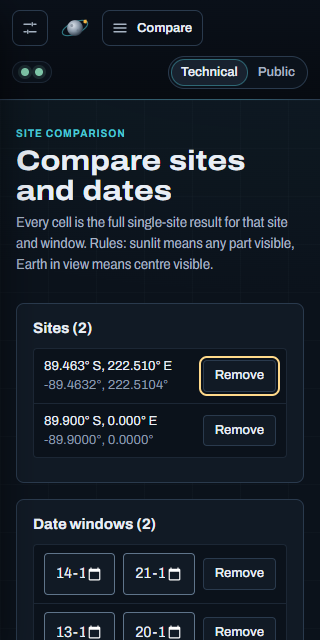 Compare
Technical Public
SITE COMPARISON
Compare sites
and dates
Every cell is the full single-site result for that site
and window. Rules: sunlit means any part visible,
Earth in view means centre visible.
Sites (2)
89.463° S, 222.510° E
-89.4632°, 222.5104°
Remove
89.900° S, 0.000° E
-89.9000°, 0.0000°
Remove
Date windows (2)
14-1 21-1 Remove
13-1 20-1 Remove